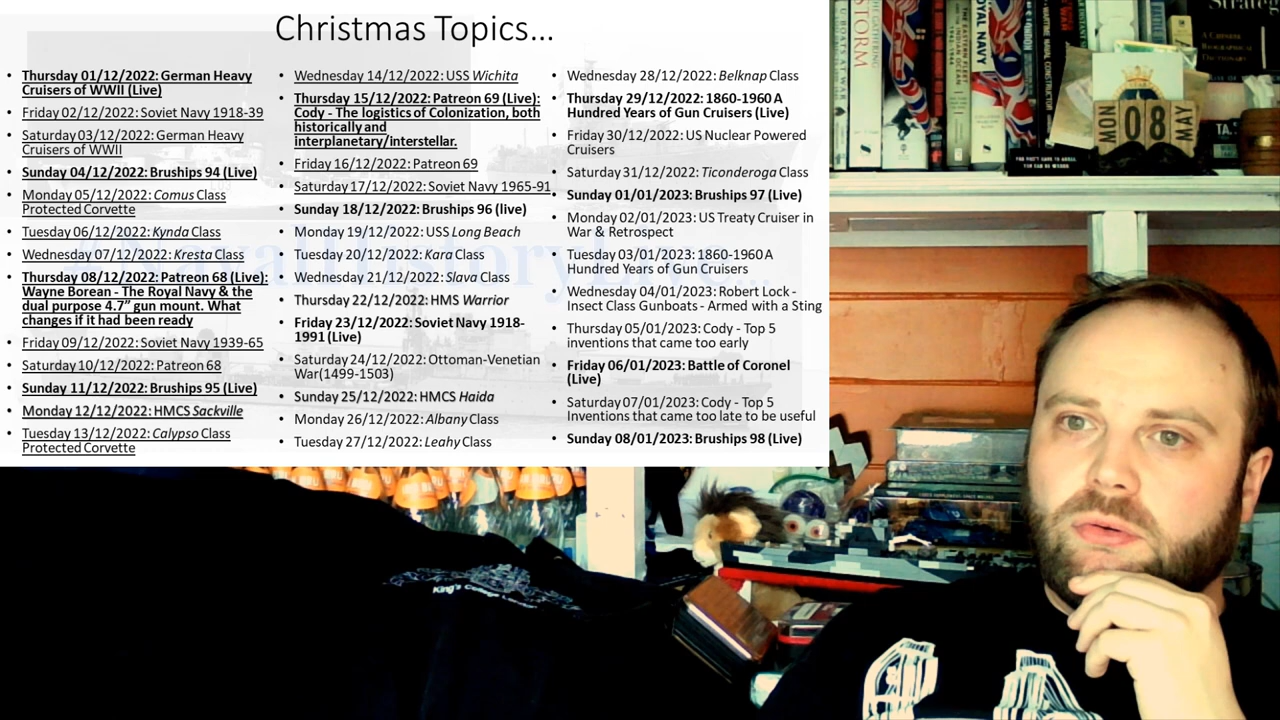 Christmas Topics...
• Thursday 01/12/2022: German Heavy
Cruisers of WWII (Live)
• Friday 02/12/2022: Soviet Navy 1918-39
• Saturday 03/12/2022: German Heavy
Cruisers of WWII
• Sunday 04/12/2022: Bruships 94 (Live)
• Monday 05/12/2022: Comus Class
Protected Corvette
• Tuesday 06/12/2022: Kynda Class
• Wednesday 07/12/2022: Kresta Class
• Thursday 08/12/2022: Patreon 68 (Live):
Wayne Borean - The Royal Navy & the
dual purpose 4.7” gun mount. What
changes if it had been ready
• Friday 09/12/2022: Soviet Navy 1939-65
• Saturday 10/12/2022: Patreon 68
• Sunday 11/12/2022: Bruships 95 (Live)
• Monday 12/12/2022: HMCS Sackville
• Tuesday 13/12/2022: Calypso Class
Protected Corvette
• Wednesday 14/12/2022: USS Wichita
• Thursday 15/12/2022: Patreon 69 (Live):
Cody - The logistics of Colonization, both
historically and
interplanetary/interstellar.
• Friday 16/12/2022: Patreon 69
• Saturday 17/12/2022: Soviet Navy 1965-91
• Sunday 18/12/2022: Bruships 96 (live)
• Monday 19/12/2022: USS Long Beach
• Tuesday 20/12/2022: Kara Class
• Wednesday 21/12/2022: Slava Class
• Thursday 22/12/2022: HMS Warrior
• Friday 23/12/2022: Soviet Navy 1918-
1991 (Live)
• Saturday 24/12/2022: Ottoman-Venetian
War(1499-1503)
• Sunday 25/12/2022: HMCS Haida
• Monday 26/12/2022: Albany Class
• Tuesday 27/12/2022: Leahy Class
• Wednesday 28/12/2022: Belknap Class
• Thursday 29/12/2022: 1860-1960 A
Hundred Years of Gun Cruisers (Live)
• Friday 30/12/2022: US Nuclear Powered
Cruisers
• Saturday 31/12/2022: Ticonderoga Class
• Sunday 01/01/2023: Bruships 97 (Live)
• Monday 02/01/2023: US Treaty Cruiser in
War & Retrospect
• Tuesday 03/01/2023: 1860-1960 A
Hundred Years of Gun Cruisers
• Wednesday 04/01/2023: Robert Lock -
Insect Class Gunboats - Armed with a Sting
• Thursday 05/01/2023: Cody - Top 5
inventions that came too early
• Friday 06/01/2023: Battle of Coronel
(Live)
• Saturday 07/01/2023: Cody - Top 5
Inventions that came too late to be useful
• Sunday 08/01/2023: Bruships 98 (Live)
U-BOATS AT WAR
THE GATHERING STORM
ROYAL NAVY
MON 08 MAY
King's College London